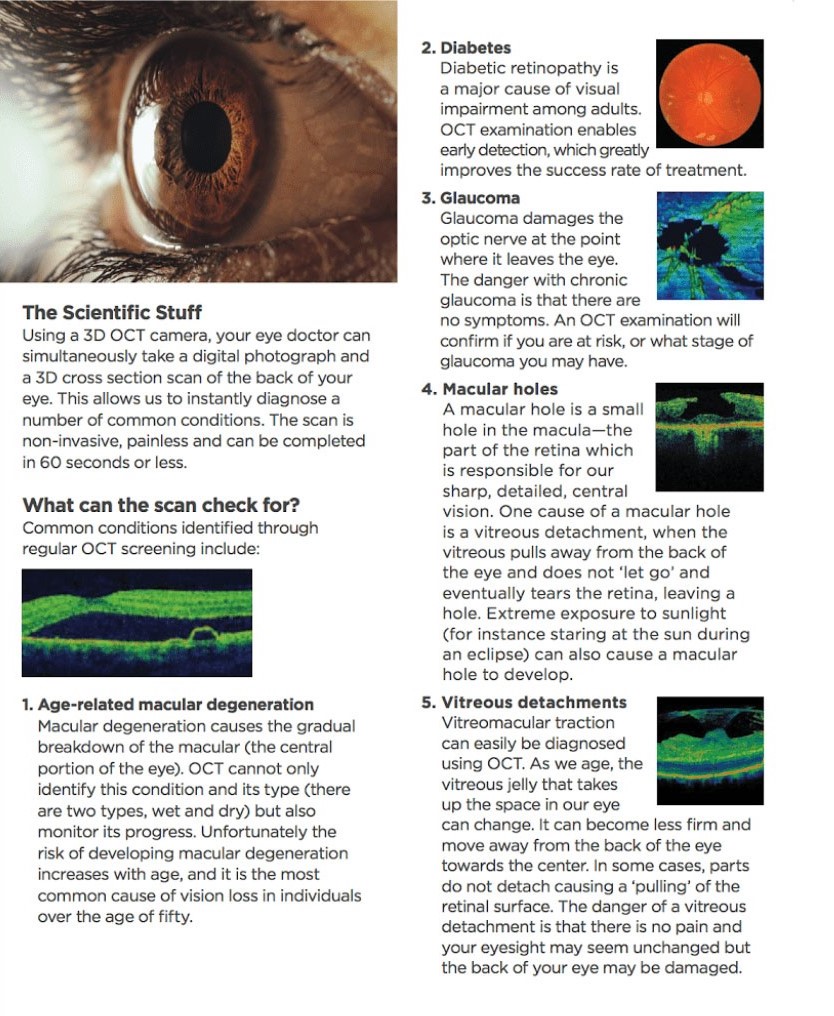 The Scientific Stuff
Using a 3D OCT camera, your eye doctor can
simultaneously take a digital photograph and
a 3D cross section scan of the back of your
eye. This allows us to instantly diagnose a
number of common conditions. The scan is
non-invasive, painless and can be completed
in 60 seconds or less.
What can the scan check for?
Common conditions identified through
regular OCT screening include:
1. Age-related macular degeneration
Macular degeneration causes the gradual
breakdown of the macular (the central
portion of the eye). OCT cannot only
identify this condition and its type (there
are two types, wet and dry) but also
monitor its progress. Unfortunately the
risk of developing macular degeneration
increases with age, and it is the most
common cause of vision loss in individuals
over the age of fifty.
2. Diabetes
Diabetic retinopathy is
a major cause of visual
impairment among adults.
OCT examination enables
early detection, which greatly
improves the success rate of treatment.
3. Glaucoma
Glaucoma damages the
optic nerve at the point
where it leaves the eye.
The danger with chronic
glaucoma is that there are
no symptoms. An OCT examination will
confirm if you are at risk, or what stage of
glaucoma you may have.
4. Macular holes
A macular hole is a small
hole in the macula—the
part of the retina which
is responsible for our
sharp, detailed, central
vision. One cause of a macular hole
is a vitreous detachment, when the
vitreous pulls away from the back of
the eye and does not ‘let go’ and
eventually tears the retina, leaving a
hole. Extreme exposure to sunlight
(for instance staring at the sun during
an eclipse) can also cause a macular
hole to develop.
5. Vitreous detachments
Vitreomacular traction
can easily be diagnosed
using OCT. As we age, the
vitreous jelly that takes
up the space in our eye
can change. It can become less firm and
move away from the back of the eye
towards the center. In some cases, parts
do not detach causing a ‘pulling’ of the
retinal surface. The danger of a vitreous
detachment is that there is no pain and
your eyesight may seem unchanged but
the back of your eye may be damaged.